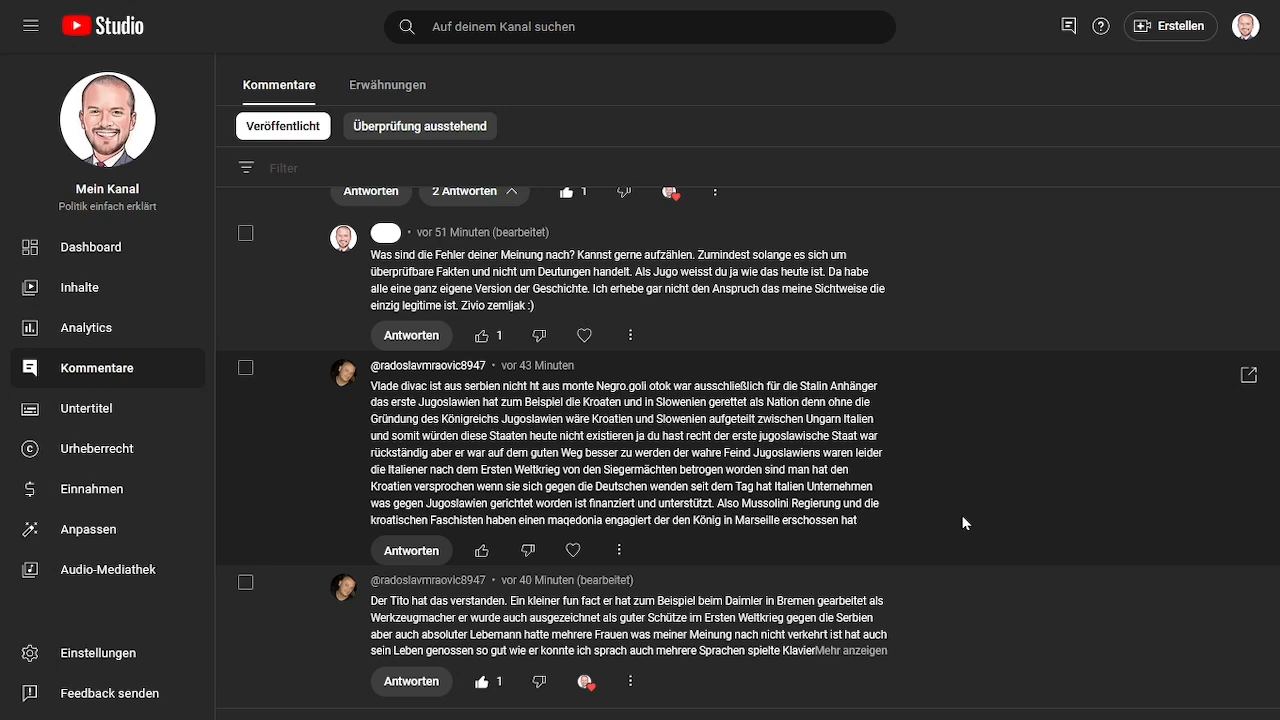 Studio
Auf deinem Kanal suchen
Erstellen
Mein Kanal
Politik einfach erklärt
Dashboard
Inhalte
Analytics
Kommentare
Untertitel
Urheberrecht
Einnahmen
Anpassen
Audio-Mediathek
Einstellungen
Feedback senden
Kommentare Erwähnungen
Veröffentlicht Überprüfung ausstehend
Filter
Antworten 2 Antworten 1
• vor 51 Minuten (bearbeitet)
Was sind die Fehler deiner Meinung nach? Kannst gerne aufzählen. Zumindest solange es sich um
überprüfbare Fakten und nicht um Deutungen handelt. Als Jugo weisst du ja wie das heute ist. Da habe
alle eine ganz eigene Version der Geschichte. Ich erhebe gar nicht den Anspruch das meine Sichtweise die
einzig legitime ist. Zivio zemljak :)
Antworten 1
@radoslavmraovic8947 • vor 43 Minuten
Vlade divac ist aus serbien nicht ht aus monte Negro.goli otok war ausschließlich für die Stalin Anhänger
das erste Jugoslawien hat zum Beispiel die Kroaten und in Slowenien gerettet als Nation denn ohne die
Gründung des Königreichs Jugoslawien wäre Kroatien und Slowenien aufgeteilt zwischen Ungarn Italien
und somit würden diese Staaten heute nicht existieren ja du hast recht der erste jugoslawische Staat war
rückständig aber er war auf dem guten Weg besser zu werden der wahre Feind Jugoslawiens waren leider
die Italiener nach dem Ersten Weltkrieg von den Siegermächten betrogen worden sind man hat den
Kroatien versprochen wenn sie sich gegen die Deutschen wenden seit dem Tag hat Italien Unternehmen
was gegen Jugoslawien gerichtet worden ist finanziert und unterstützt. Also Mussolini Regierung und die
kroatischen Faschisten haben einen maqedonia engagiert der den König in Marseille erschossen hat
Antworten
@radoslavmraovic8947 • vor 40 Minuten (bearbeitet)
Der Tito hat das verstanden. Ein kleiner fun fact er hat zum Beispiel beim Daimler in Bremen gearbeitet als
Werkzeugmacher er wurde auch ausgezeichnet als guter Schütze im Ersten Weltkrieg gegen die Serbien
aber auch absoluter Lebemann hatte mehrere Frauen was meiner Meinung nach nicht verkehrt ist hat auch
sein Leben genossen so gut wie er konnte ich sprach auch mehrere Sprachen spielte KlavierMehr anzeigen
Antworten 1